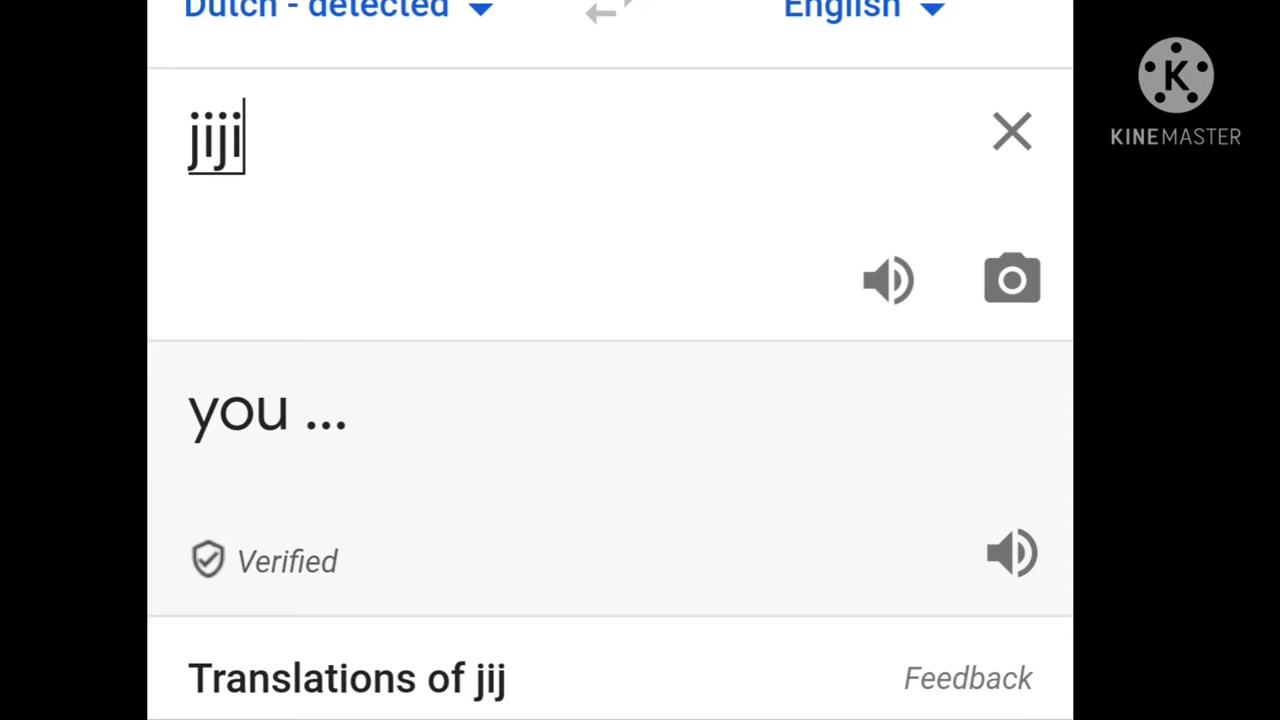 Dutch - detected English
jiji
you ...
Verified
Translations of jij Feedback
K
KINEMASTER